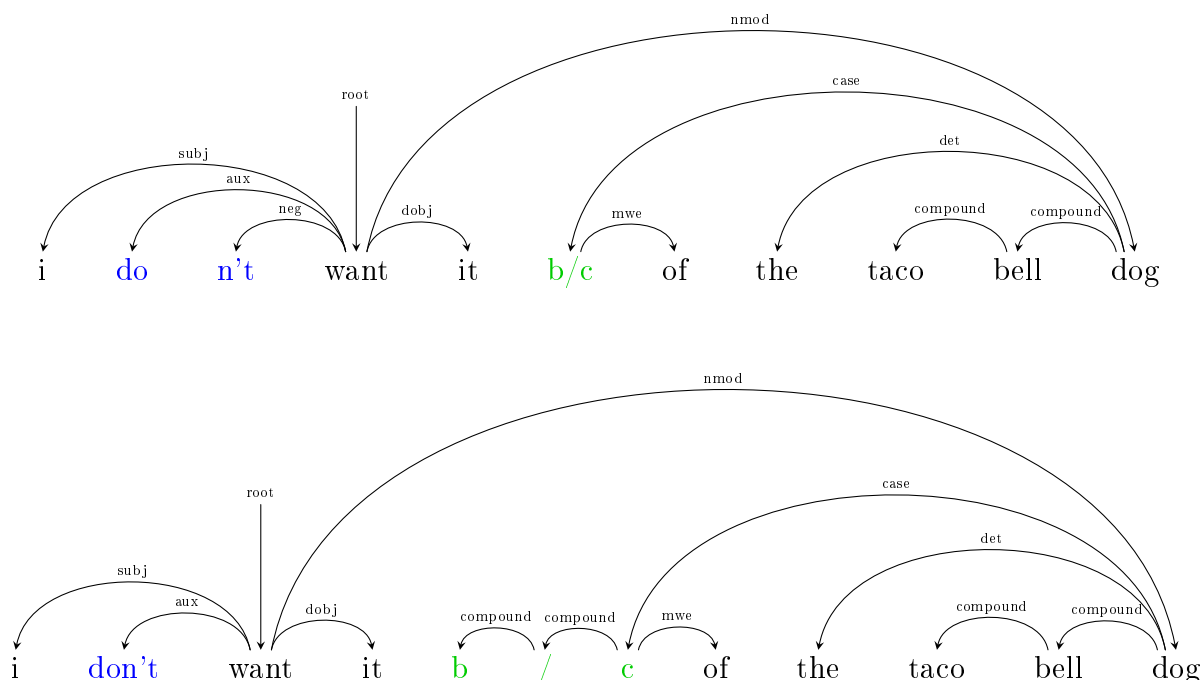 nmod
case
root
det
subj
aux
neg dobj mwe compound compound
i do n't want it b/c of the taco bell dog
nmod
case
root
det
subj
aux dobj compound compound mwe compound compound
i don't want it b / c of the taco bell dog